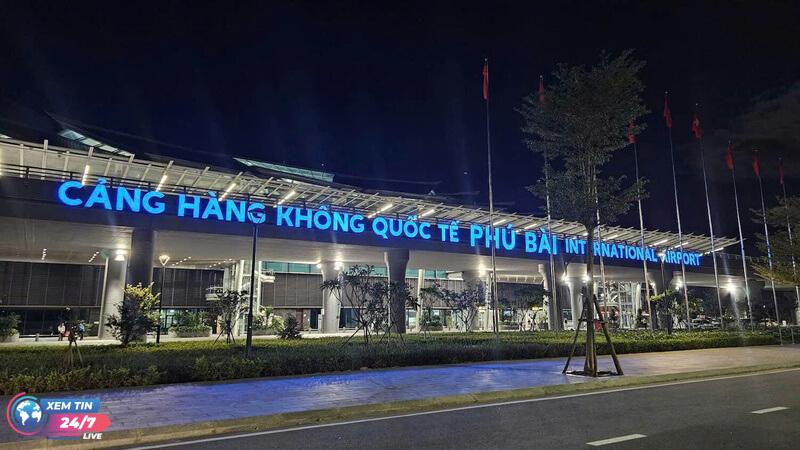 CẢNG HÀNG KHÔNG QUỐC TẾ PHÚ BÀI INTERNATIONAL AIRPORT
XEM TIN
24/7
LIVE